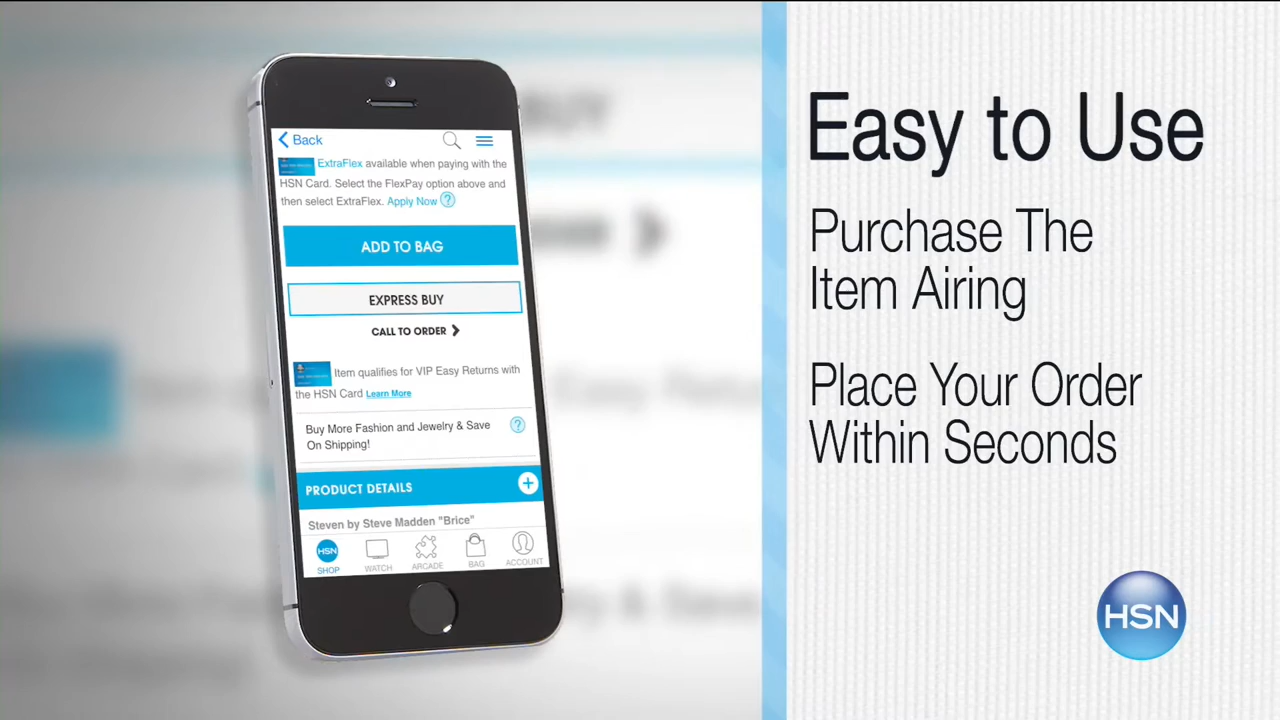 Back
ExtraFlex available when paying with the
HSN Card. Select the FlexPay option above and
then select ExtraFlex. Apply Now ?
ADD TO BAG
EXPRESS BUY
CALL TO ORDER
Item qualifies for VIP Easy Returns with
the HSN Card Learn More
Buy More Fashion and Jewelry & Save ?
On Shipping!
PRODUCT DETAILS +
Steven by Steve Madden "Brice"
HSN
SHOP WATCH ARCADE BAG ACCOUNT
Easy to Use
Purchase The
Item Airing
Place Your Order
Within Seconds
HSN